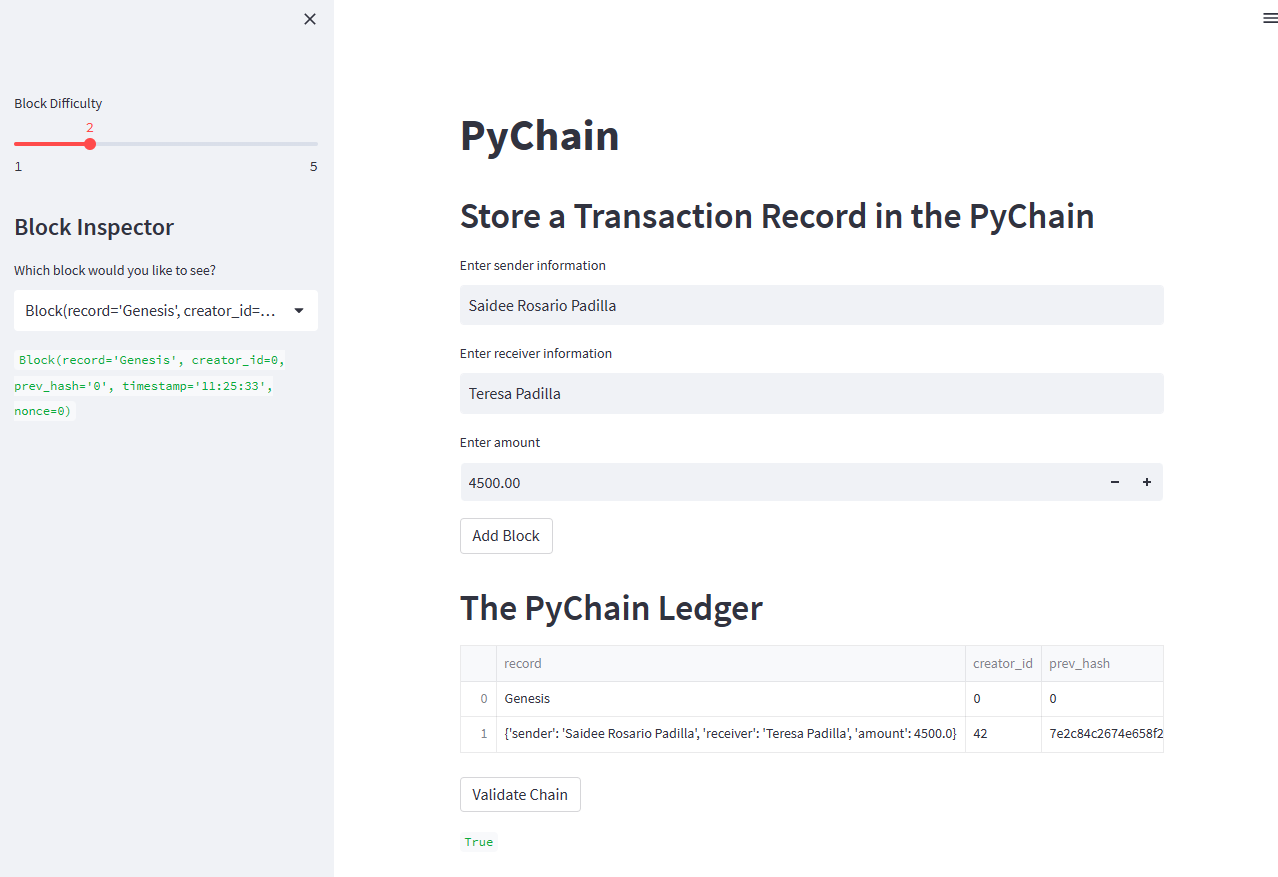 Block Difficulty
2
1 5
Block Inspector
Which block would you like to see?
Block(record='Genesis', creator_id=...
Block(record='Genesis', creator_id=0,
prev_hash='0', timestamp='11:25:33',
nonce=0)
PyChain
Store a Transaction Record in the PyChain
Enter sender information
Saidee Rosario Padilla
Enter receiver information
Teresa Padilla
Enter amount
4500.00
Add Block
The PyChain Ledger
record creator_id prev_hash
0 Genesis 0 0
1 {'sender': 'Saidee Rosario Padilla', 'receiver': 'Teresa Padilla', 'amount': 4500.0} 42 7e2c84c2674e658f2
Validate Chain
True